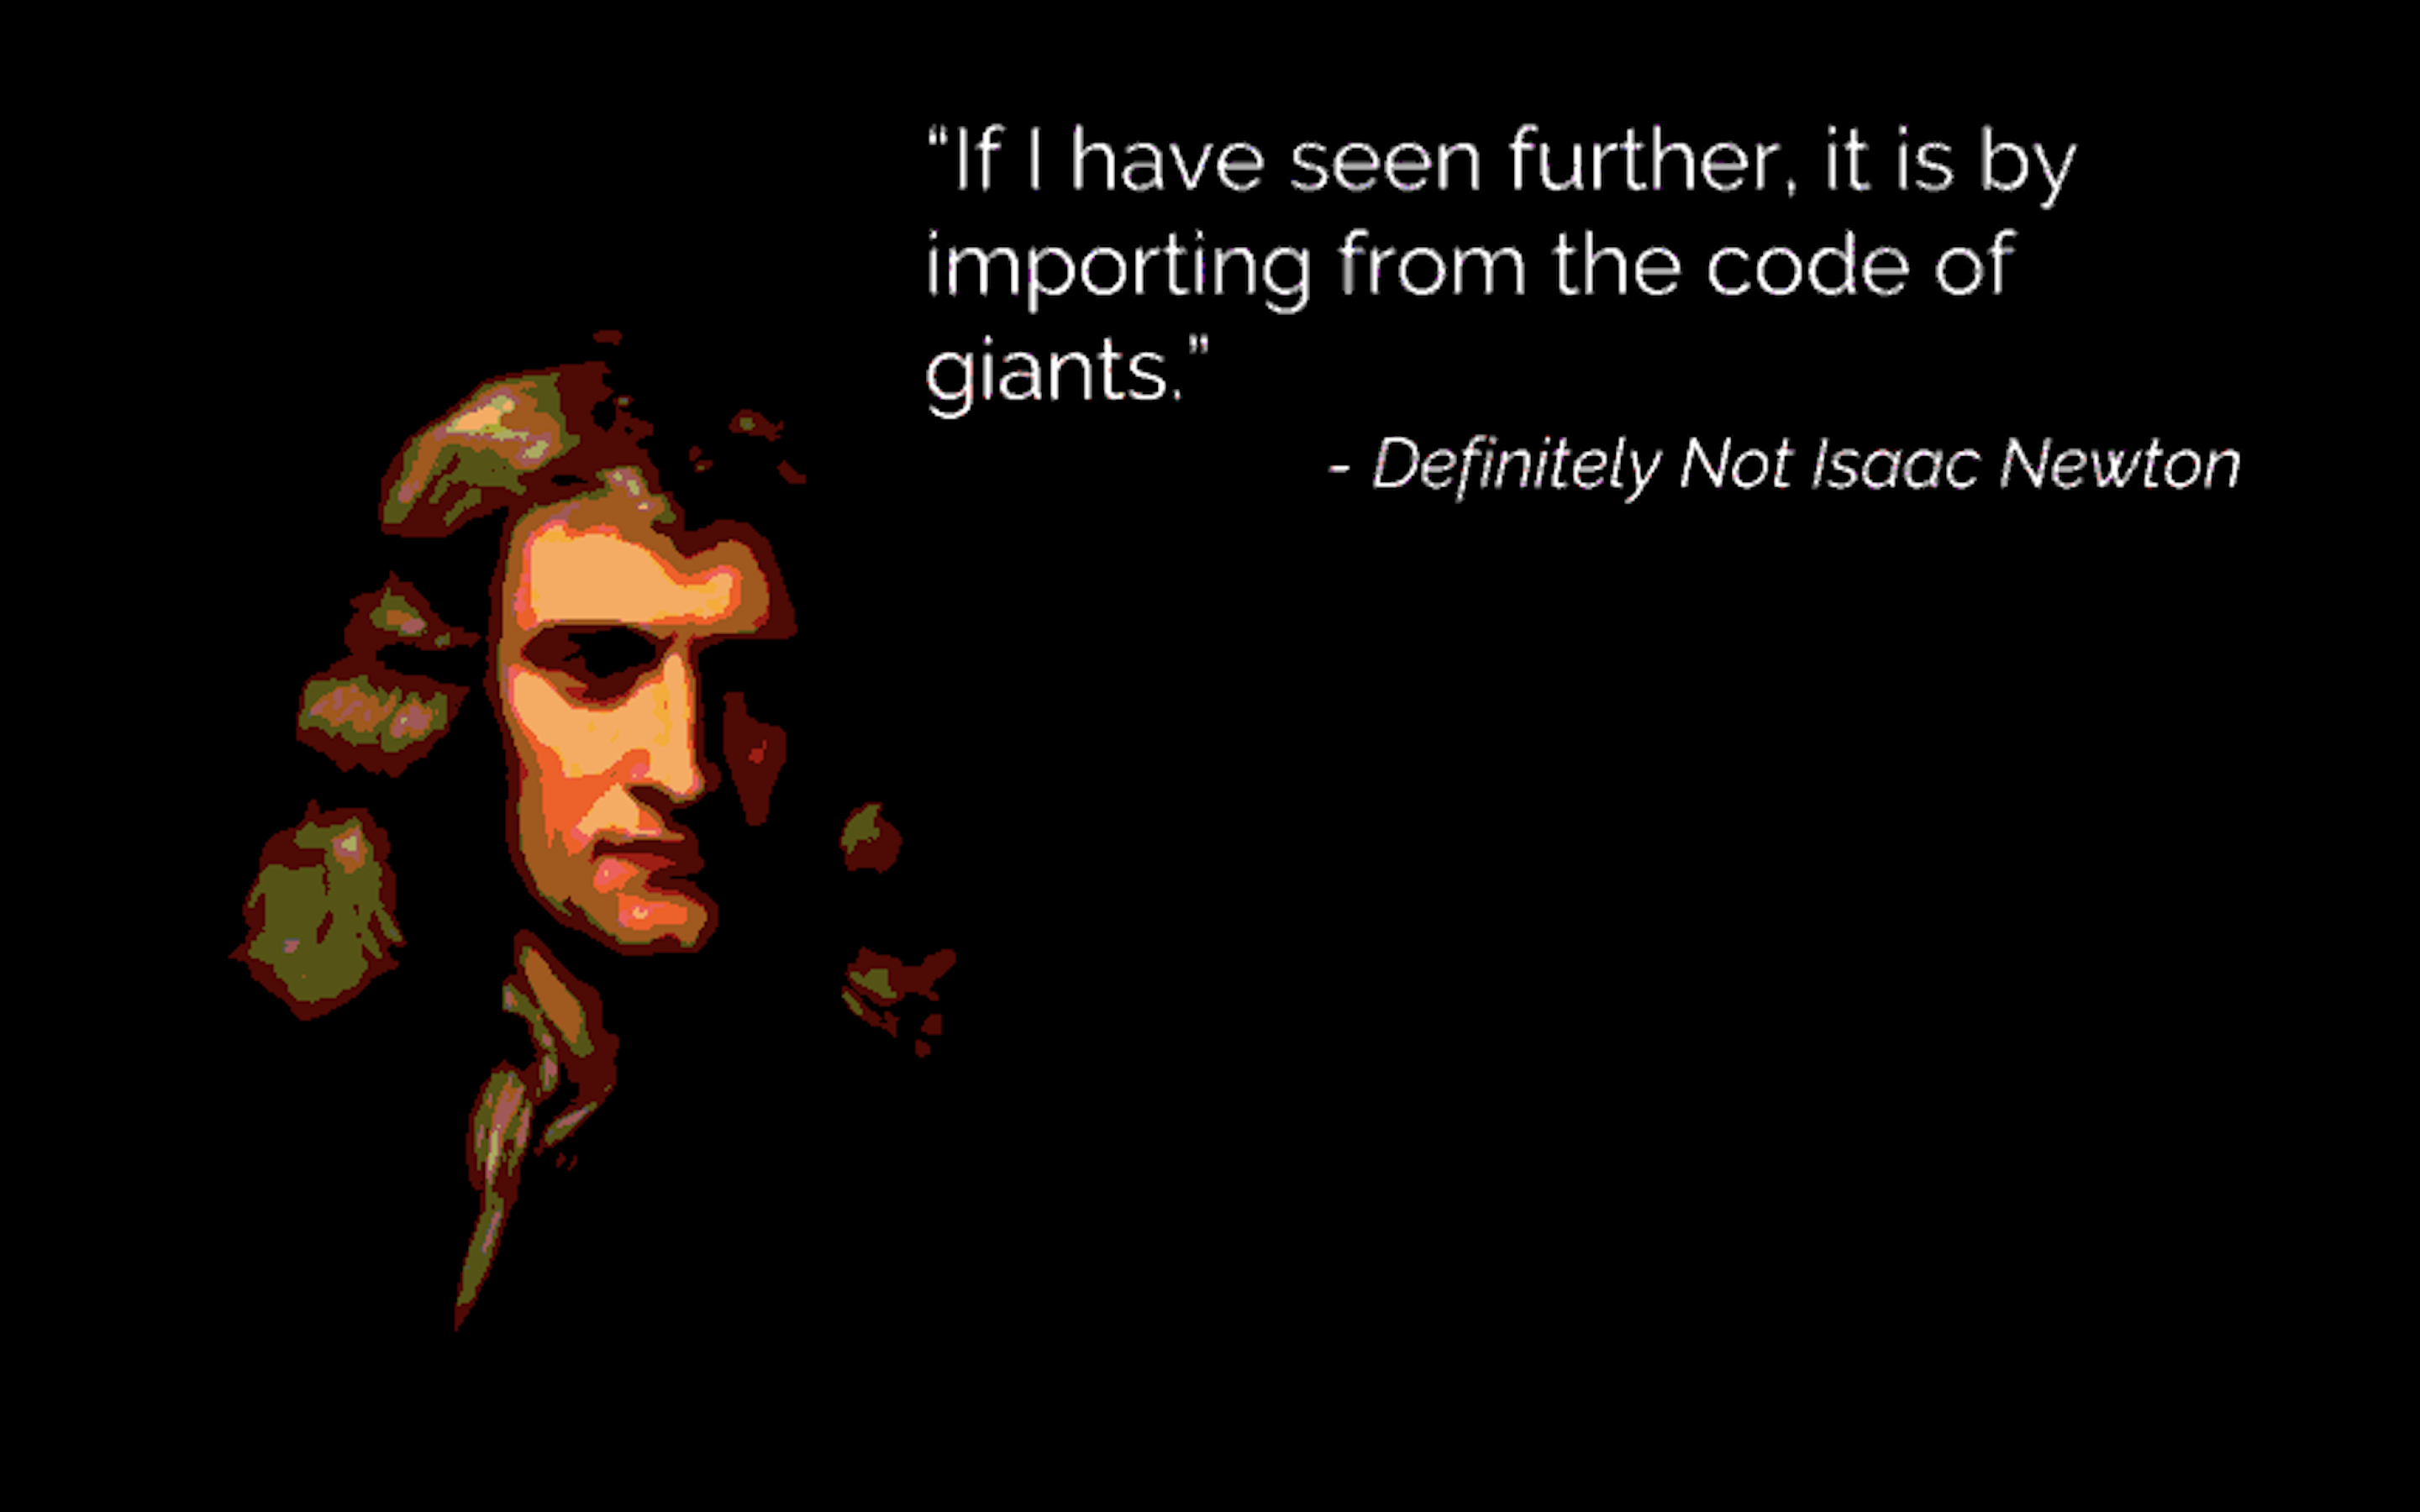 “If I have seen further, it is by
importing from the code of
giants.”
- Definitely Not Isaac Newton